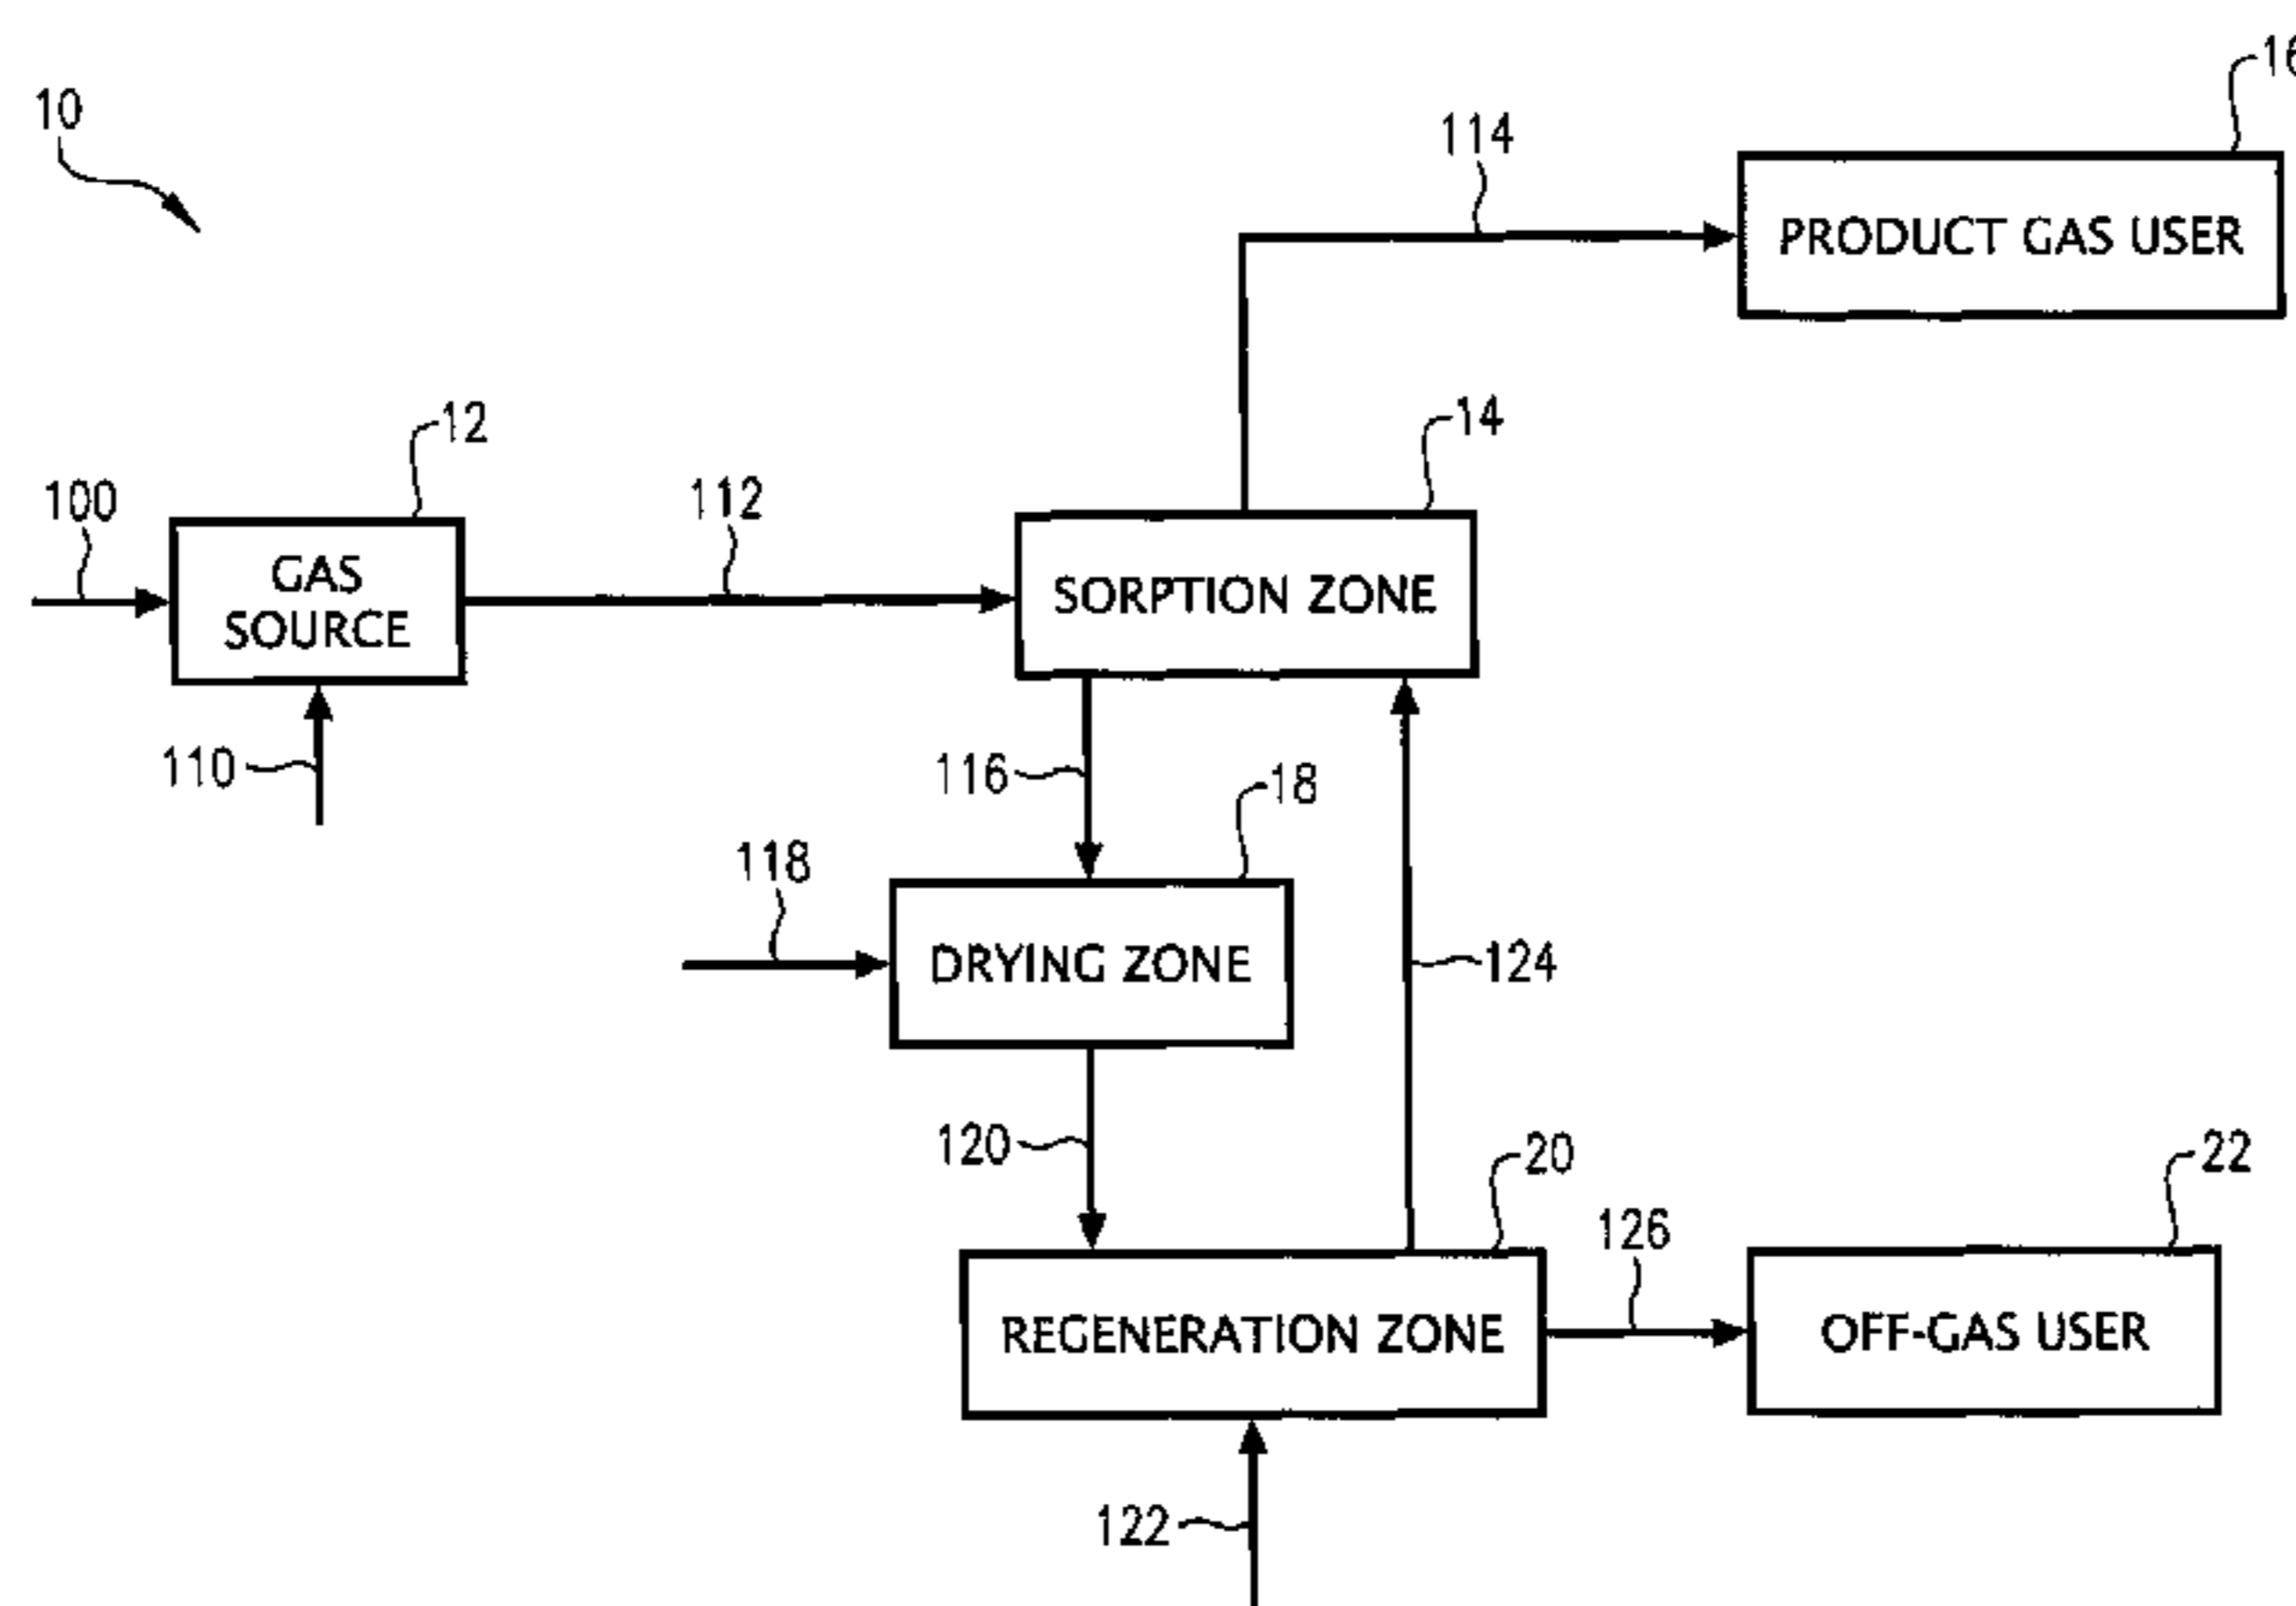 10
16
114
PRODUCT GAS USER
12
14
100
112
GAS
SOURCE
SORPTION ZONE
110
116
18
118
DRYING ZONE
124
120
20
22
126
REGENERATION ZONE
OFF-GAS USER
122